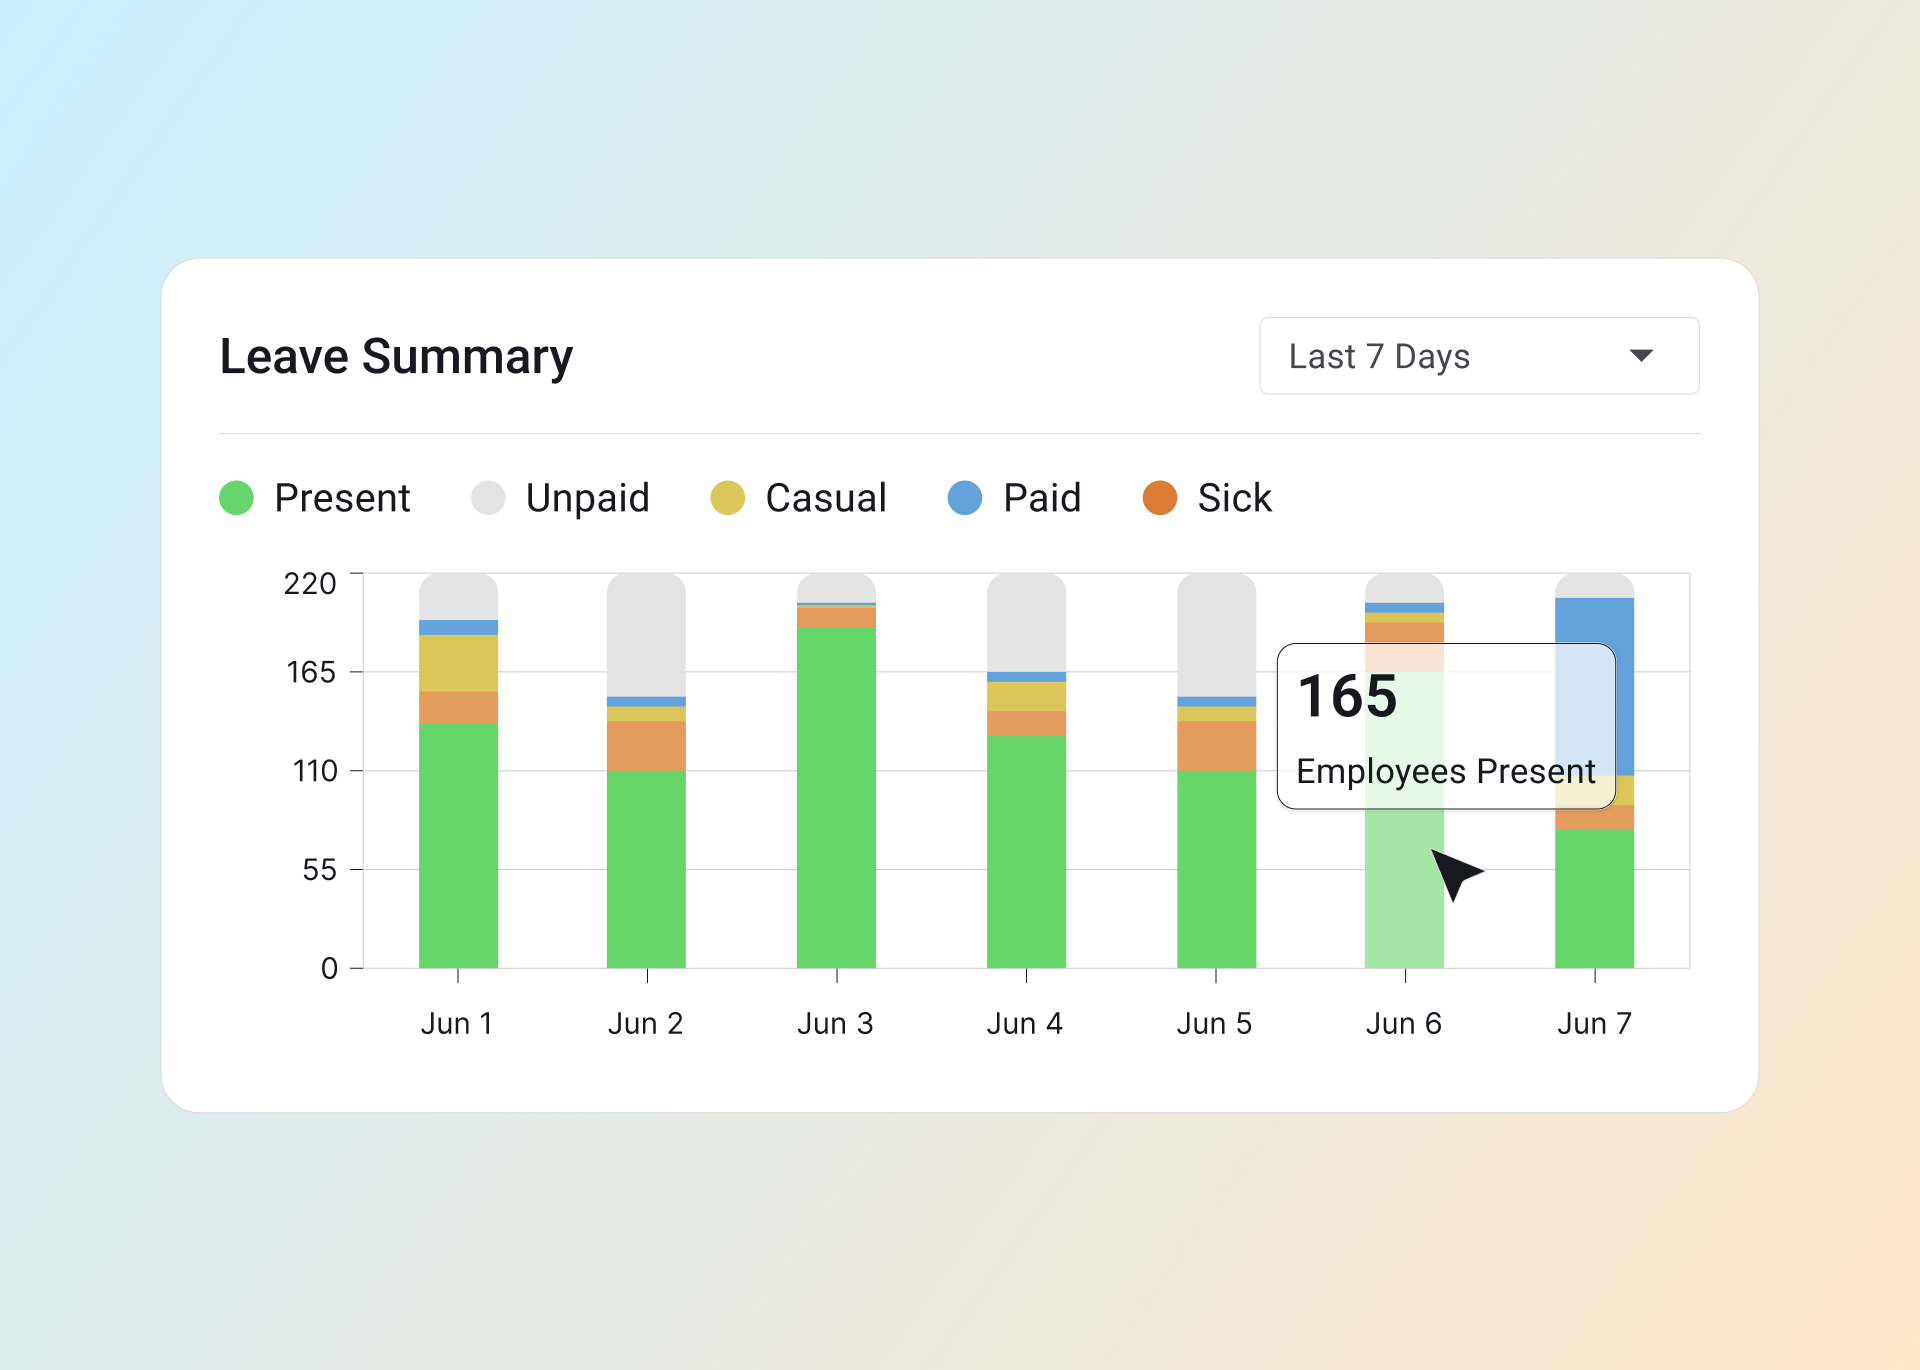 Leave Summary
Last 7 Days
Present
Unpaid
Casual
Paid
Sick
220
165
110
55
0
165
Employees Present
Jun 1
Jun 2
Jun 3
Jun 4
Jun 5
Jun 6
Jun 7